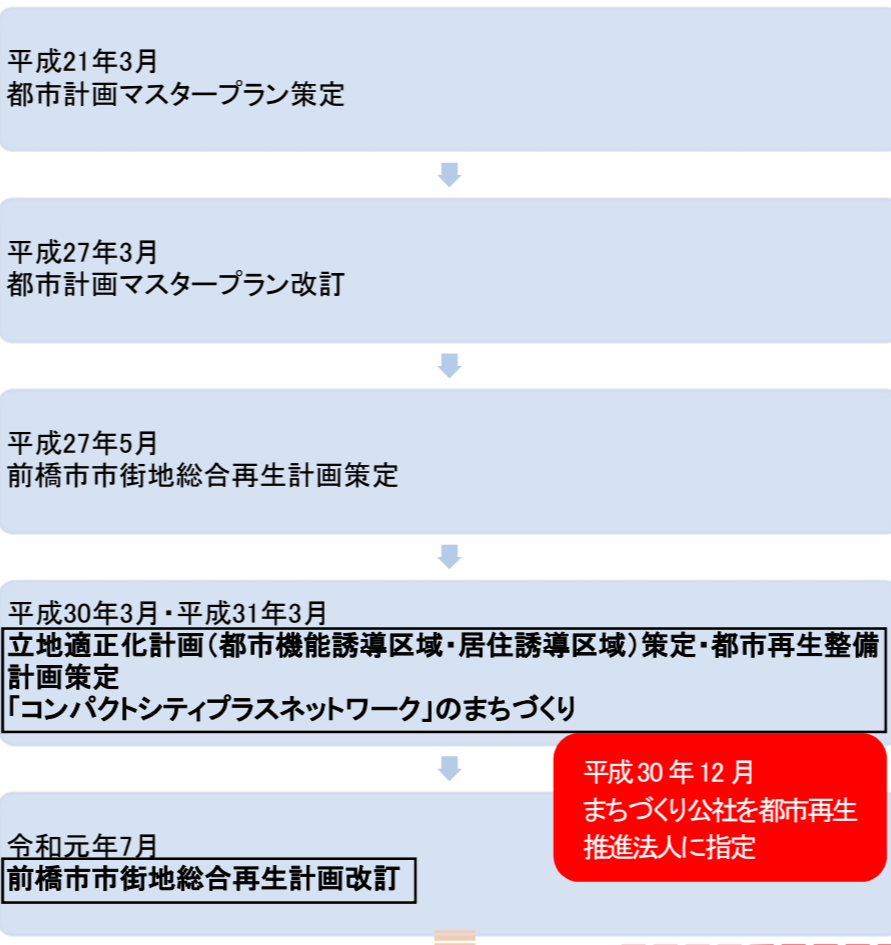 平成21年3月
都市計画マスタープラン策定
平成27年3月
都市計画マスタープラン改訂
平成27年5月
前橋市市街地総合再生計画策定
平成30年3月・平成31年3月
立地適正化計画(都市機能誘導区域・居住誘導区域)策定・都市再生整備
計画策定
「コンパクトシティプラスネットワーク」のまちづくり
平成30年12月
まちづくり公社を都市再生
推進法人に指定
令和元年7月
前橋市市街地総合再生計画改訂